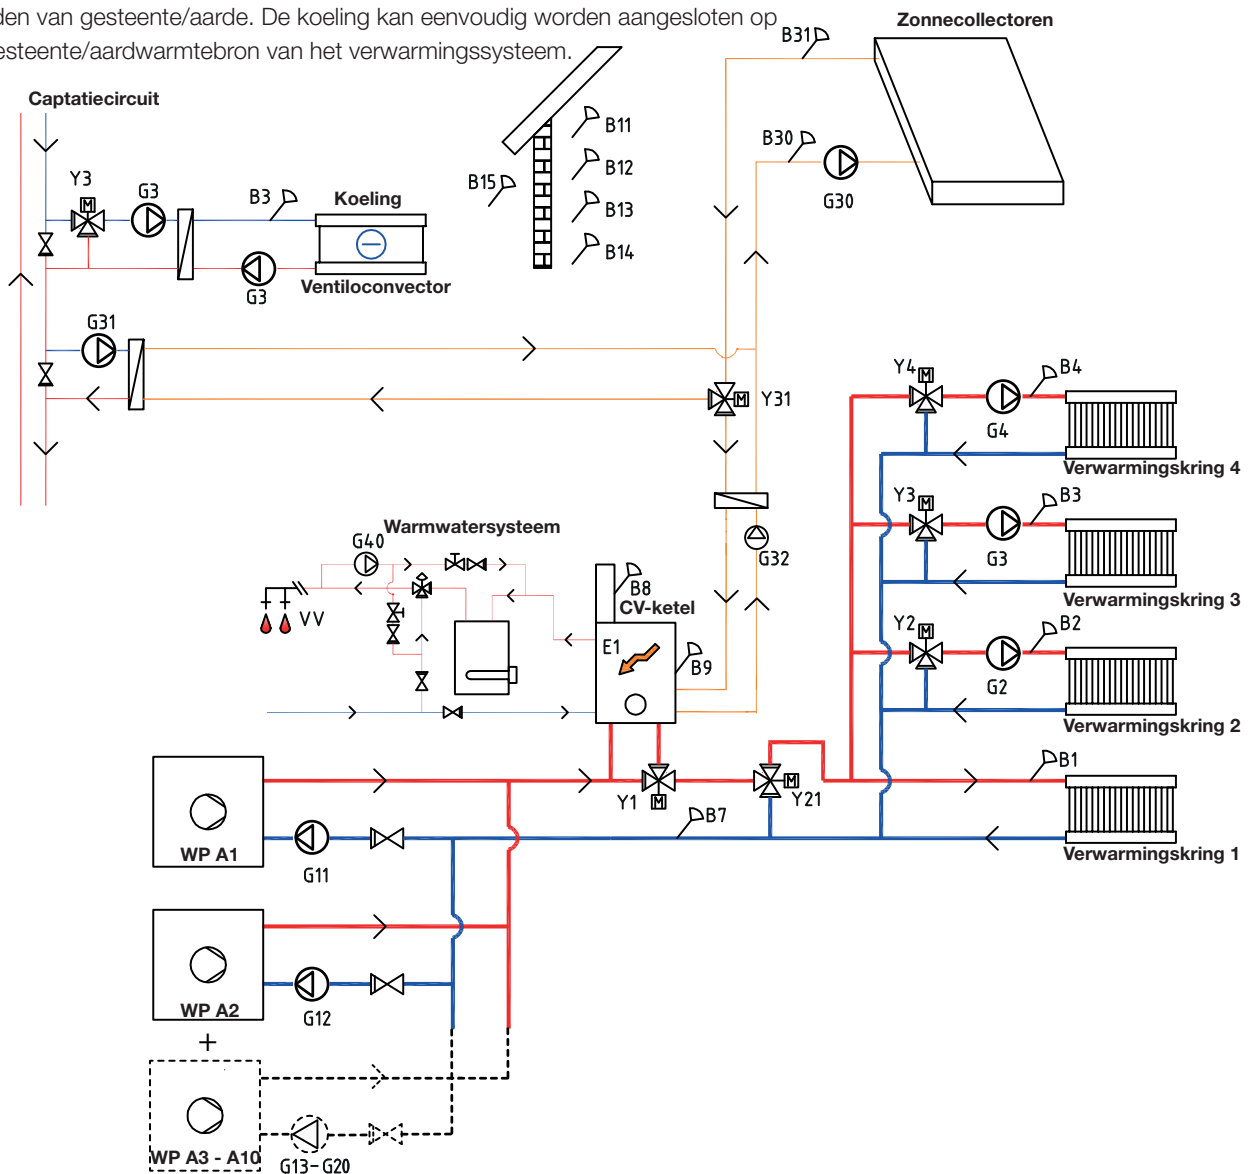 den van gesteente/aarde. De koeling kan eenvoudig worden aangesloten op
gesteente/aardwarmtebron van het verwarmingssysteem.
Zonnecollectoren
B31
Captatiecircuit
B11
B30
Y3
G3
B3
Koeling
B15
B12
B13
G30
B14
Ventiloconvector
G3
G31
Y31
Y4
B4
G4
Verwarmingskring 4
Y3
B3
G3
Verwarmingskring 3
Warmwatersysteem
G40
G32
B8
CV-ketel
VV
E1
B9
Y2
B2
G2
Verwarmingskring 2
B1
Y1
Y21
B7
WP A1
G11
Verwarmingskring 1
WP A2
G12
+
WP A3 - A10
G13-G20